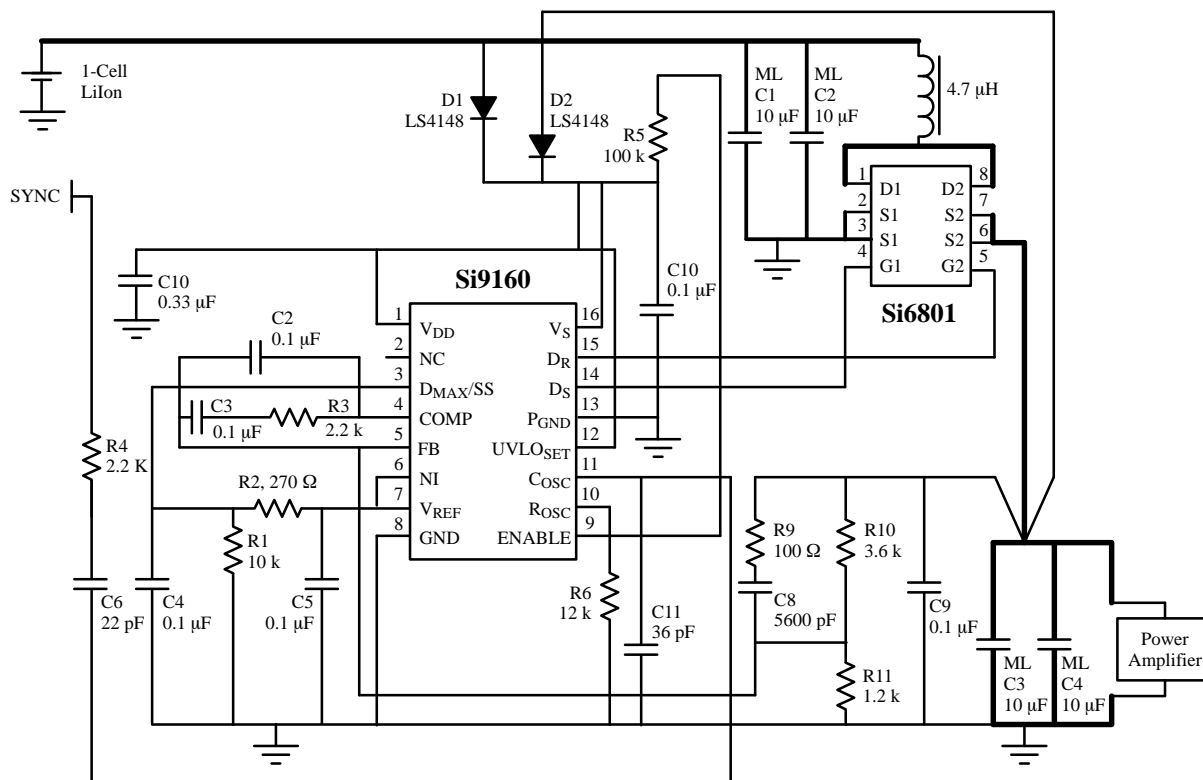 1-Cell
LiIon
D1
LS4148
D2
LS4148
R5
100 k
ML
C1
10 µF
ML
C2
10 µF
4.7 µH
SYNC
1
2
3
4
D1
S1
S1
G1
D2
S2
S2
G2
8
7
6
5
Si6801
C10
0.33 µF
C10
0.1 µF
Si9160
1
2
3
4
5
6
7
8
VDD
NC
DMAX/SS
COMP
FB
NI
VREF
GND
VS
DR
DS
PGND
UVLOSET
COSC
ROSC
ENABLE
16
15
14
13
12
11
10
9
C2
0.1 µF
C3
0.1 µF
R3
2.2 k
R4
2.2 K
R2, 270 Ω
R1
10 k
C6
22 pF
C4
0.1 µF
C5
0.1 µF
R6
12 k
C11
36 pF
R9
100 Ω
R10
3.6 k
C8
5600 pF
C9
0.1 µF
R11
1.2 k
ML
C3
10 µF
ML
C4
10 µF
Power
Amplifier